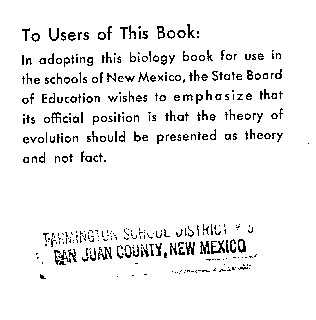 To Users of This Book:
In adopting this biology book for use in
the schools of New Mexico, the State Board
of Education wishes to emphasize that
its official position is that the theory of
evolution should be presented as theory
and not fact.
FARMINGTON SCHOOL DISTRICT # 5
SAN JUAN COUNTY, NEW MEXICO